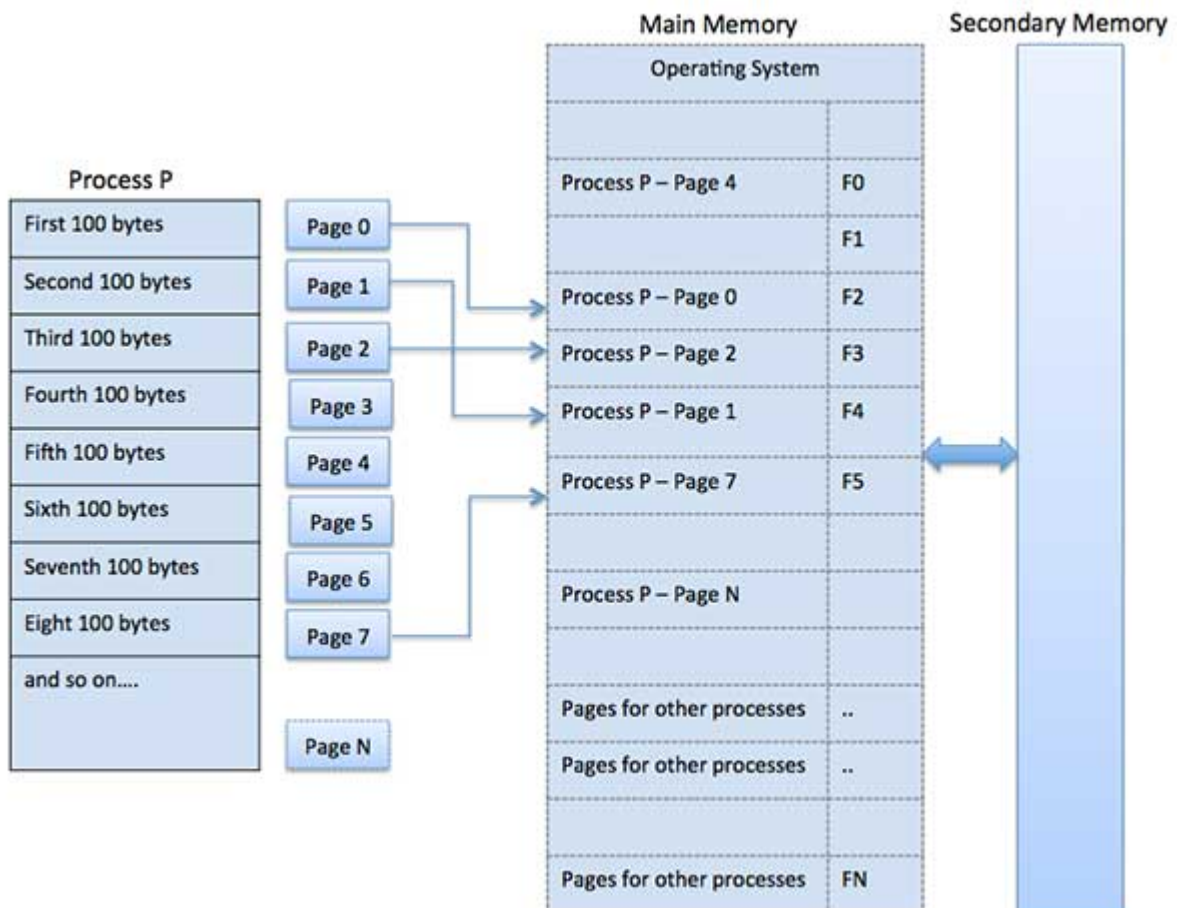 Main Memory
Secondary Memory
Operating System
Process P
First 100 bytes
Second 100 bytes
Third 100 bytes
Fourth 100 bytes
Fifth 100 bytes
Sixth 100 bytes
Seventh 100 bytes
Eight 100 bytes
and so on....
Page 0
Page 1
Page 2
Page 3
Page 4
Page 5
Page 6
Page 7
Page N
Process P – Page 4 F0
F1
Process P – Page 0 F2
Process P – Page 2 F3
Process P – Page 1 F4
Process P – Page 7 F5
Process P – Page N
Pages for other processes ..
Pages for other processes ..
Pages for other processes FN